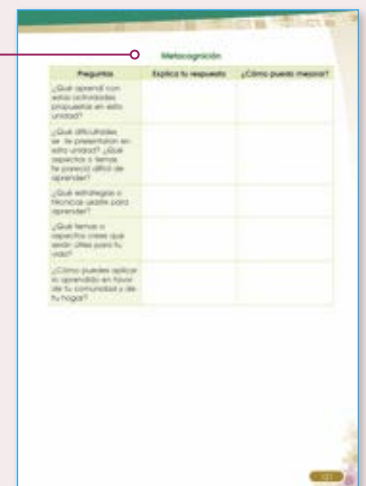 Metacognición
Preguntas
Explica tu respuesta
¿Cómo puedo mejorar?
¿Qué aprendí con
estas actividades
propuestas en esta
unidad?
¿Qué dificultades
se te presentaron en
esta unidad? ¿Qué
aspectos o temas
te pareció difícil de
aprender?
¿Qué estrategias o
técnicas usaste para
aprender?
¿Qué temas o
aspectos crees que
serán útiles para tu
vida?
¿Cómo puedes aplicar
lo aprendido en favor
de tu comunidad y de
tu hogar?